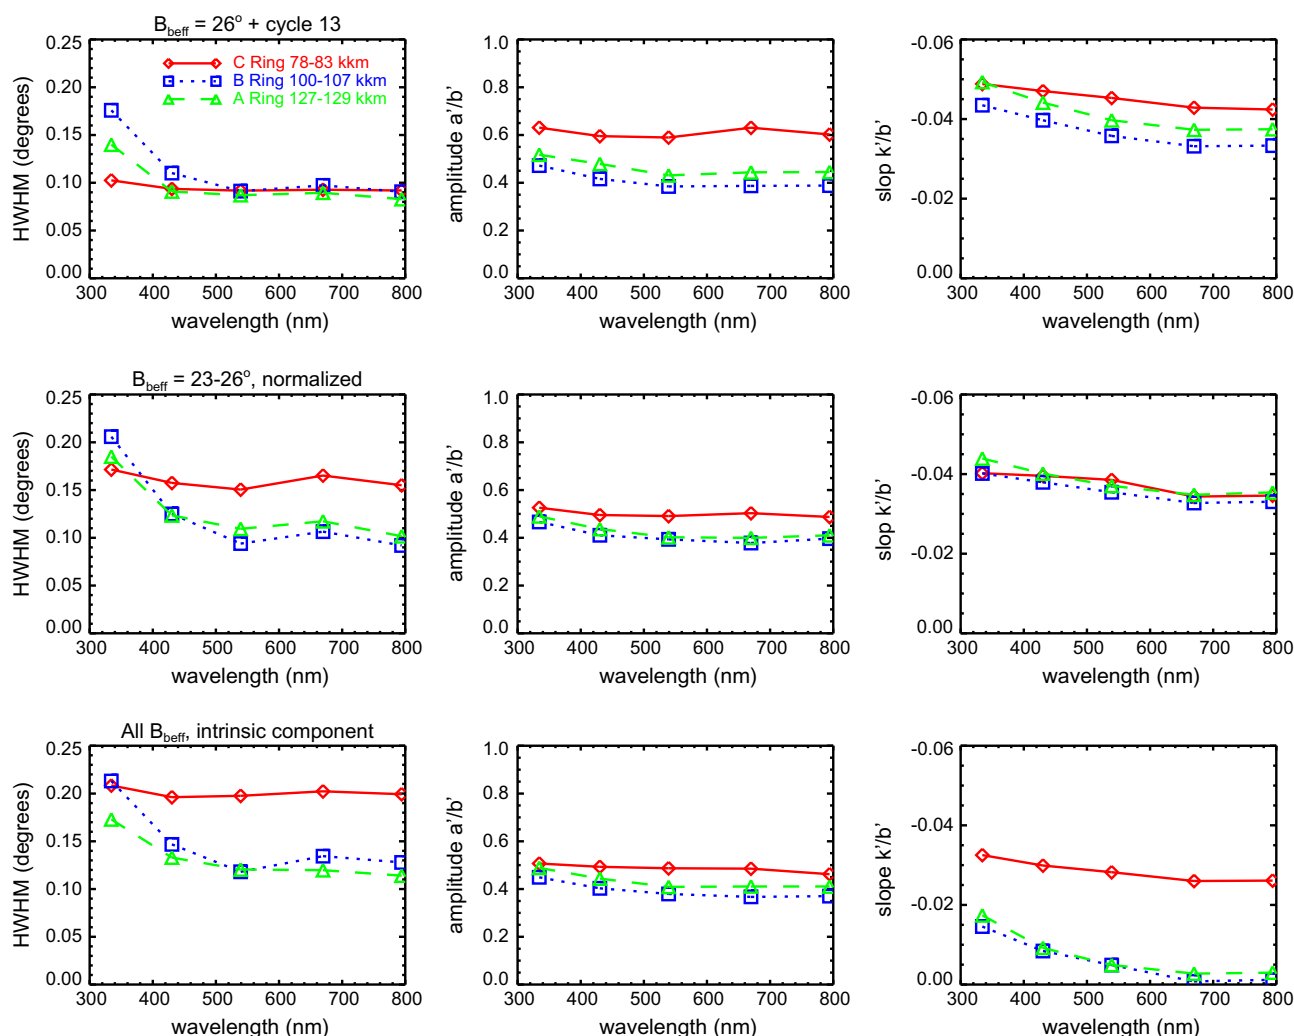 B_beff = 26° + cycle 13
HWHM (degrees)
0.25
0.20
0.15
0.10
0.05
0.00
C Ring 78-83 kkm
B Ring 100-107 kkm
A Ring 127-129 kkm
300 400 500 600 700 800
wavelength (nm)
amplitude a'/b'
1.0
0.8
0.6
0.4
0.2
0.0
300 400 500 600 700 800
wavelength (nm)
slop k'/b'
-0.06
-0.04
-0.02
0.00
300 400 500 600 700 800
wavelength (nm)
B_beff = 23-26°, normalized
HWHM (degrees)
0.25
0.20
0.15
0.10
0.05
0.00
300 400 500 600 700 800
wavelength (nm)
amplitude a'/b'
1.0
0.8
0.6
0.4
0.2
0.0
300 400 500 600 700 800
wavelength (nm)
slop k'/b'
-0.06
-0.04
-0.02
0.00
300 400 500 600 700 800
wavelength (nm)
All B_beff, intrinsic component
HWHM (degrees)
0.25
0.20
0.15
0.10
0.05
0.00
300 400 500 600 700 800
wavelength (nm)
amplitude a'/b'
1.0
0.8
0.6
0.4
0.2
0.0
300 400 500 600 700 800
wavelength (nm)
slope k'/b'
-0.06
-0.04
-0.02
0.00
300 400 500 600 700 800
wavelength (nm)